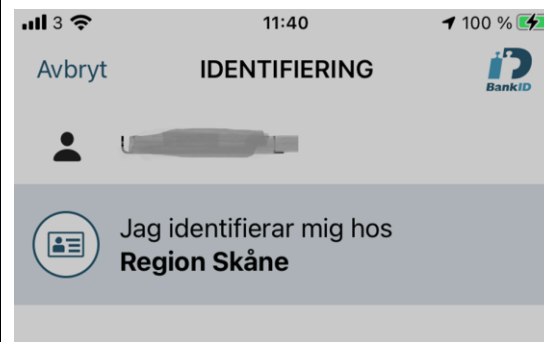 3 11:40 100 %
Avbryt IDENTIFIERING BankID
Jag identifierar mig hos
Region Skåne